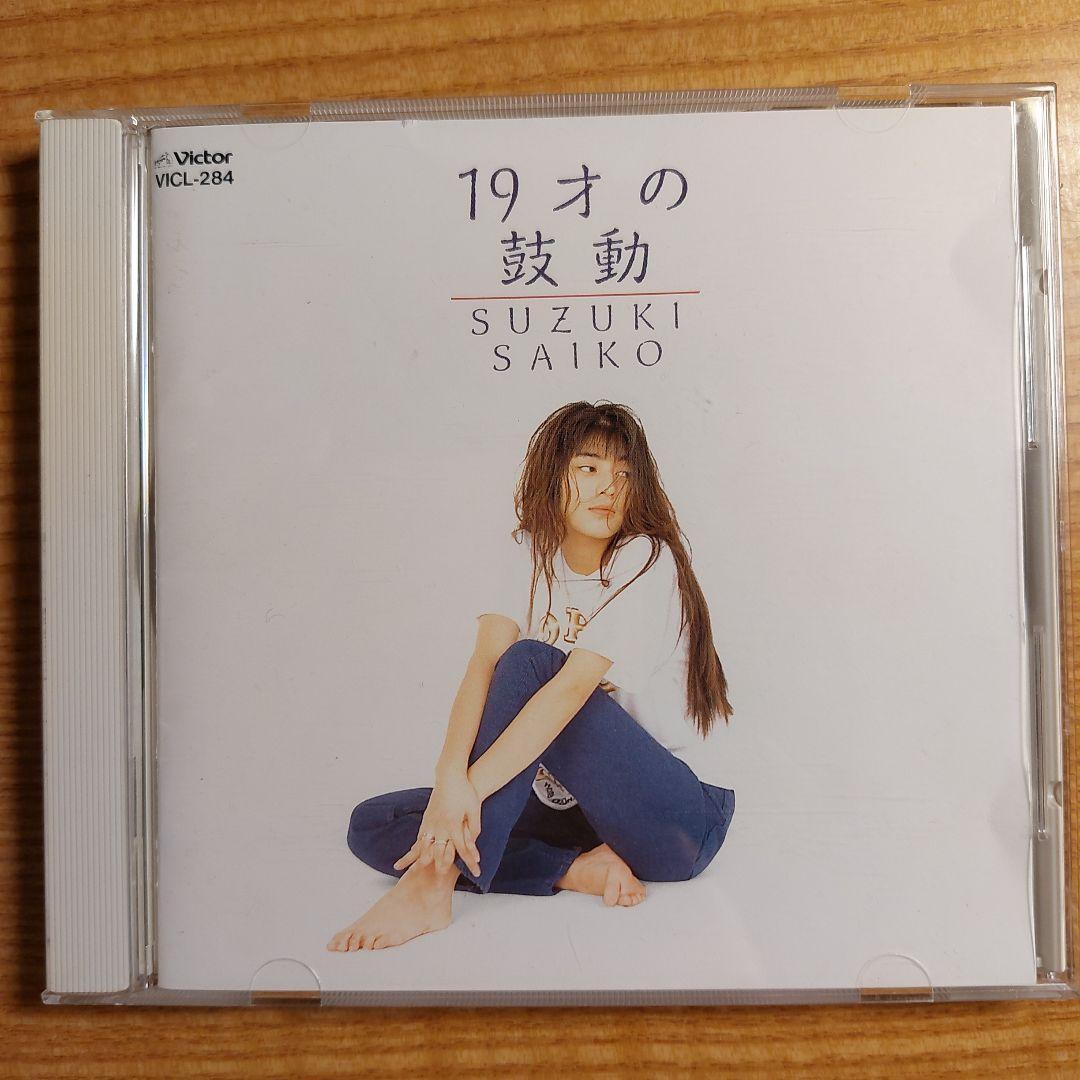 Victor
VICL-284
19才の
鼓動
SUZUKI
SAIKO